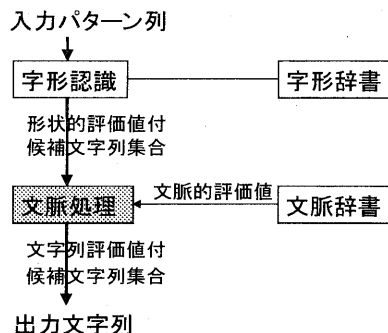 入力パターン列
字形認識
字形辞書
形状的評価値付
候補文字列集合
文脈的評価値
文脈処理
文脈辞書
文字列評価値付
候補文字列集合
出力文字列